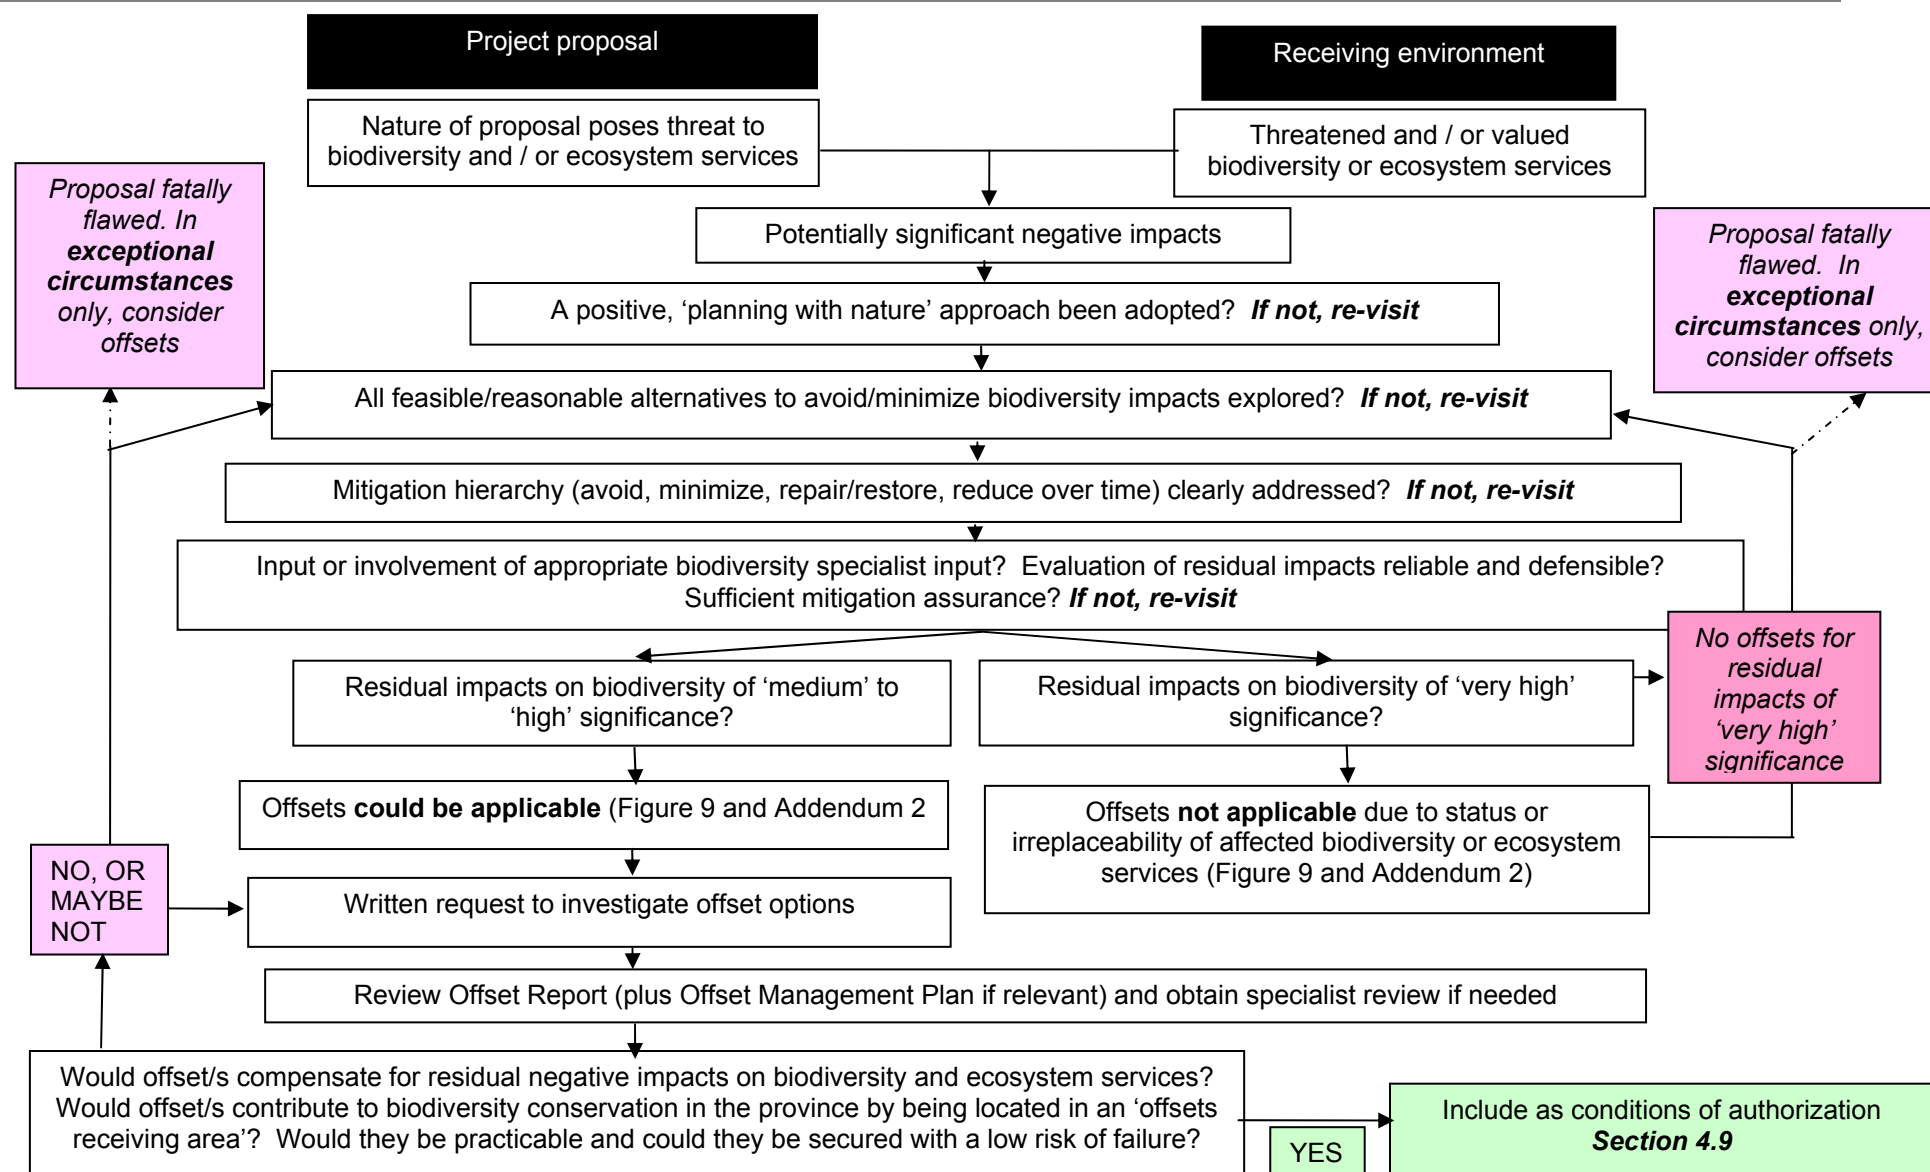 Project proposal
Receiving environment
Nature of proposal poses threat to
biodiversity and / or ecosystem services
Threatened and / or valued
biodiversity or ecosystem services
Proposal fatally
flawed. In
exceptional
circumstances
only, consider
offsets
Potentially significant negative impacts
Proposal fatally
flawed. In
exceptional
circumstances only,
consider offsets
A positive, ‘planning with nature’ approach been adopted? If not, re-visit
All feasible/reasonable alternatives to avoid/minimize biodiversity impacts explored? If not, re-visit
Mitigation hierarchy (avoid, minimize, repair/restore, reduce over time) clearly addressed? If not, re-visit
Input or involvement of appropriate biodiversity specialist input? Evaluation of residual impacts reliable and defensible?
Sufficient mitigation assurance? If not, re-visit
Residual impacts on biodiversity of ‘medium’ to
‘high’ significance?
Residual impacts on biodiversity of ‘very high’
significance?
No offsets for
residual
impacts of
‘very high’
significance
Offsets could be applicable (Figure 9 and Addendum 2
Offsets not applicable due to status or
irreplaceability of affected biodiversity or ecosystem
services (Figure 9 and Addendum 2)
NO, OR
MAYBE
NOT
Written request to investigate offset options
Review Offset Report (plus Offset Management Plan if relevant) and obtain specialist review if needed
Would offset/s compensate for residual negative impacts on biodiversity and ecosystem services?
Would offset/s contribute to biodiversity conservation in the province by being located in an ‘offsets
receiving area’? Would they be practicable and could they be secured with a low risk of failure?
YES
Include as conditions of authorization
Section 4.9